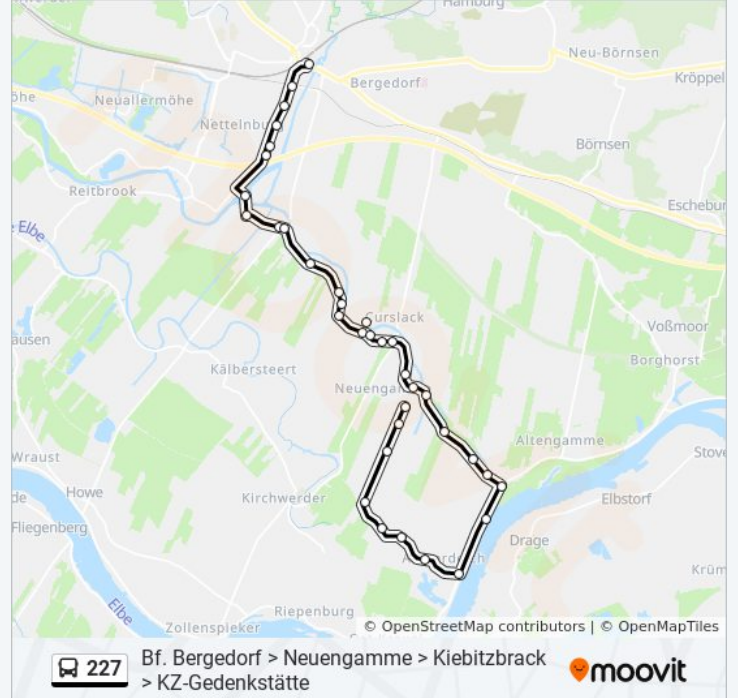 Hamburg
Neu-Börnsen
Bergedorf
Kröppel
öhe
Neuallermöhe
Nettelnbu
Börnsen
Reitbrook
Eschebur
e Elbe
Curslack
Voßmoor
ausen
Borghorst
Kälbersteert
Neuengam
Altengamme
Stove
Wraust
de
Howe
Kirchwerder
Elbstorf
Fliegenberg
Drage
Krüm
Elbe
Riepenburg
Zollenspieker
© OpenStreetMap contributors | © OpenMapTiles
227
Bf. Bergedorf > Neuengamme > Kiebitzbrack
> KZ-Gedenkstätte
moovit